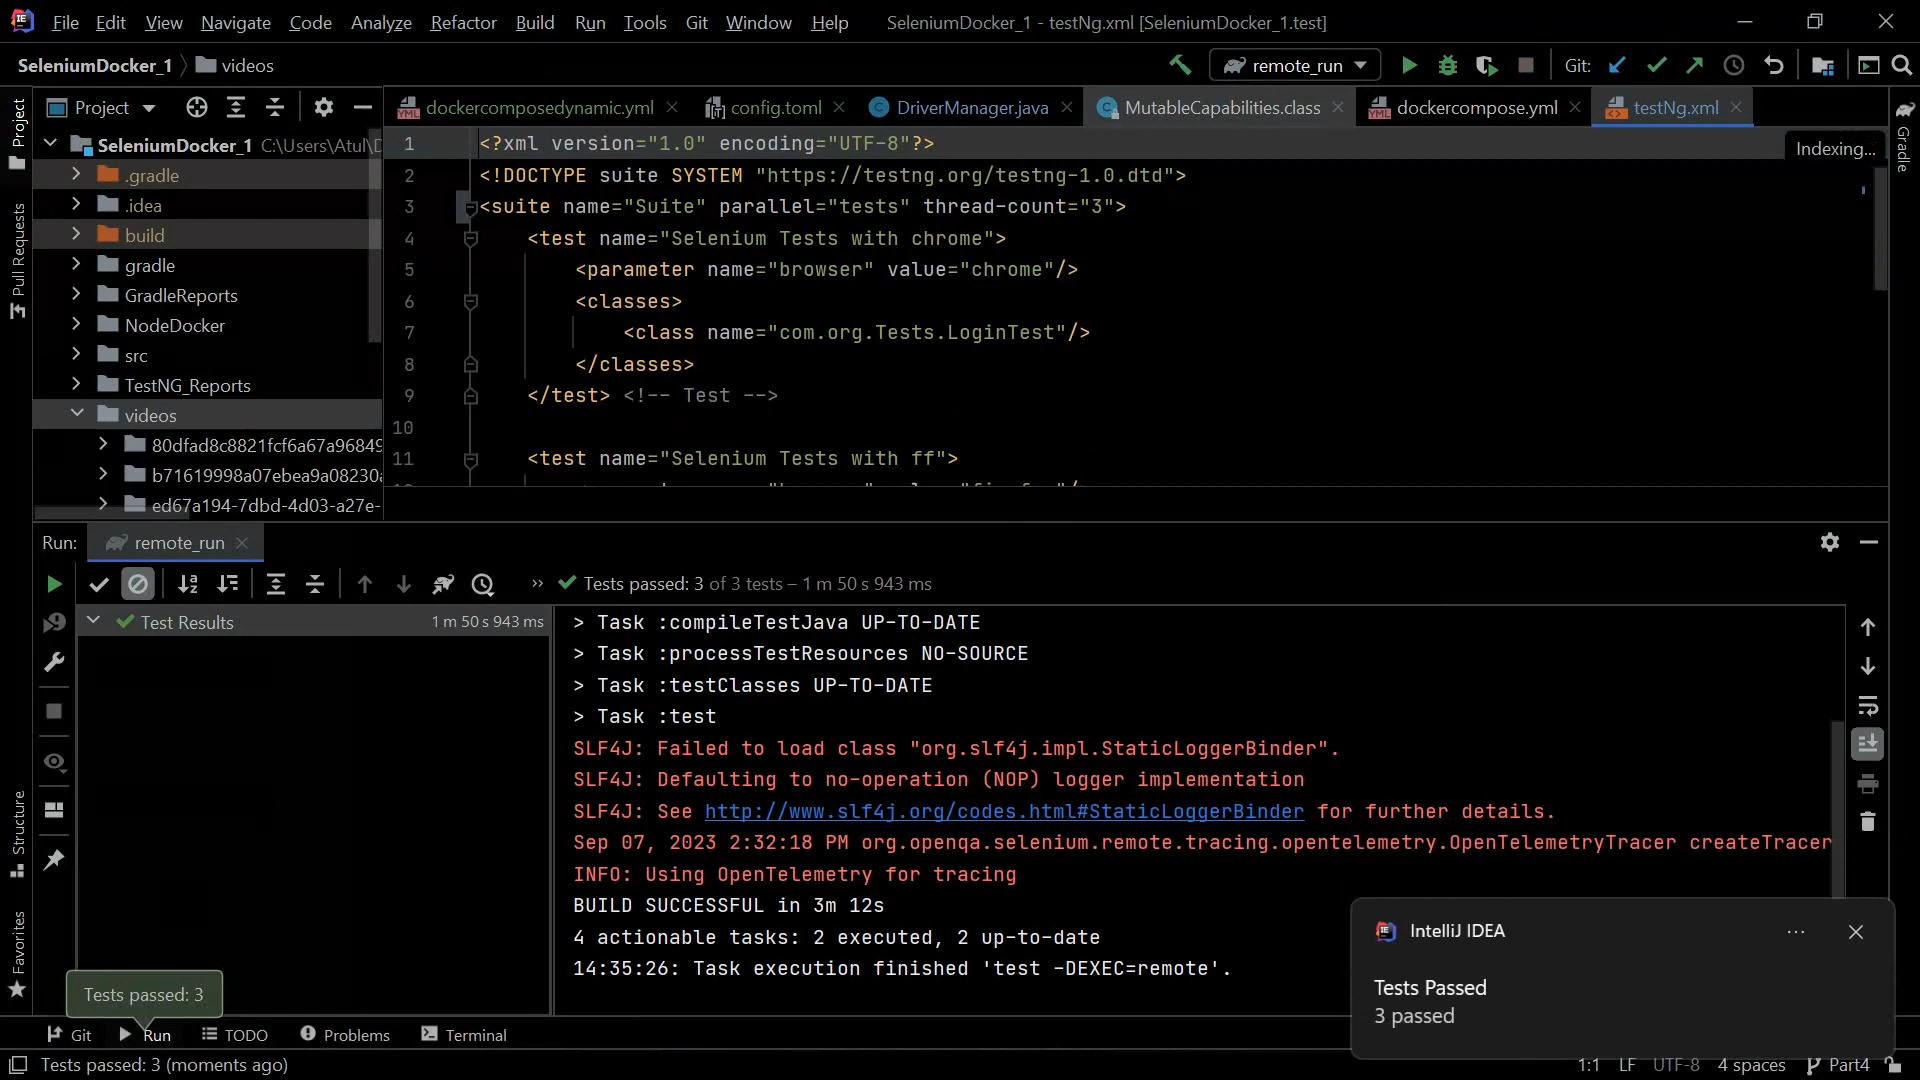 File Edit View Navigate Code Analyze Refactor Build Run Tools Git Window Help SeleniumDocker_1 - testNg.xml [SeleniumDocker_1.test]
SeleniumDocker_1 videos remote_run Git:
Project
dockercomposedynamic.yml config.toml DriverManager.java MutableCapabilities.class dockercompose.yml testNg.xml
Project
Pull Requests
Structure
Favorites
Gradle
SeleniumDocker_1 C:\Users\Atul\D
.gradle
.idea
build
gradle
GradleReports
NodeDocker
src
TestNG_Reports
videos
80dfad8c8821fcf6a67a96849
b71619998a07ebea9a08230a
ed67a194-7dbd-4d03-a27e-
Indexing...
1 <?xml version="1.0" encoding="UTF-8"?>
2 <!DOCTYPE suite SYSTEM "https://testng.org/testng-1.0.dtd">
3 <suite name="Suite" parallel="tests" thread-count="3">
4 <test name="Selenium Tests with chrome">
5 <parameter name="browser" value="chrome"/>
6 <classes>
7 <class name="com.org.Tests.LoginTest"/>
8 </classes>
9 </test> <!-- Test -->
10
11 <test name="Selenium Tests with ff">
Run: remote_run
Tests passed: 3 of 3 tests – 1 m 50 s 943 ms
Test Results 1 m 50 s 943 ms
> Task :compileTestJava UP-TO-DATE
> Task :processTestResources NO-SOURCE
> Task :testClasses UP-TO-DATE
> Task :test
SLF4J: Failed to load class "org.slf4j.impl.StaticLoggerBinder".
SLF4J: Defaulting to no-operation (NOP) logger implementation
SLF4J: See http://www.slf4j.org/codes.html#StaticLoggerBinder for further details.
Sep 07, 2023 2:32:18 PM org.openqa.selenium.remote.tracing.opentelemetry.OpenTelemetryTracer createTracer
INFO: Using OpenTelemetry for tracing
BUILD SUCCESSFUL in 3m 12s
4 actionable tasks: 2 executed, 2 up-to-date
14:35:26: Task execution finished 'test -DEXEC=remote'.
IntelliJ IDEA
Tests Passed
3 passed
Tests passed: 3
Git Run TODO Problems Terminal
Tests passed: 3 (moments ago) 1:1 LF UTF-8 4 spaces Part4